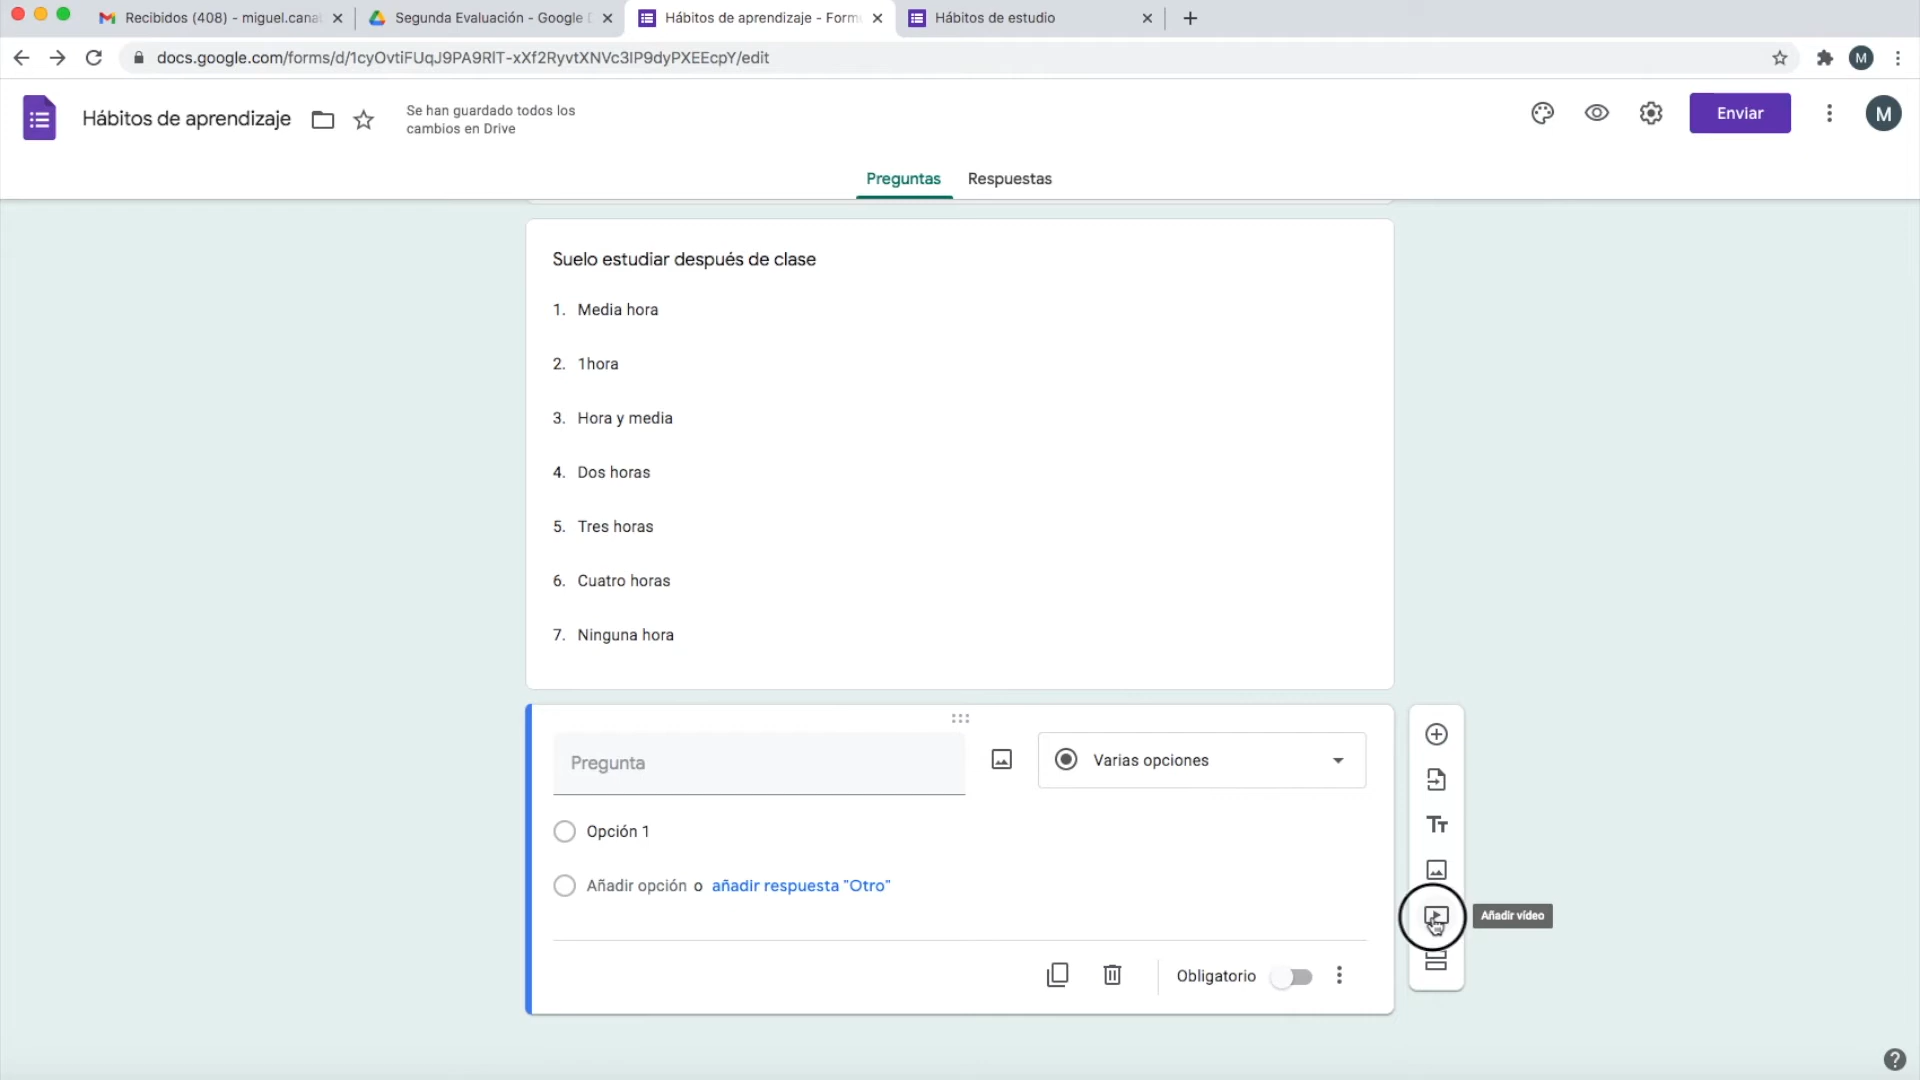 Recibidos (408) - miguel.cana
Segunda Evaluación - Google D
Hábitos de aprendizaje - Form
Hábitos de estudio
docs.google.com/forms/d/1cyOvtiFUqJ9PA9RlT-xXf2RyvtXNVc3IP9dyPXEEcpY/edit
M
Hábitos de aprendizaje
Se han guardado todos los
cambios en Drive
Enviar
M
Preguntas
Respuestas
Suelo estudiar después de clase
1. Media hora
2. 1hora
3. Hora y media
4. Dos horas
5. Tres horas
6. Cuatro horas
7. Ninguna hora
Pregunta
Varias opciones
Opción 1
Añadir opción o añadir respuesta "Otro"
Añadir vídeo
Obligatorio